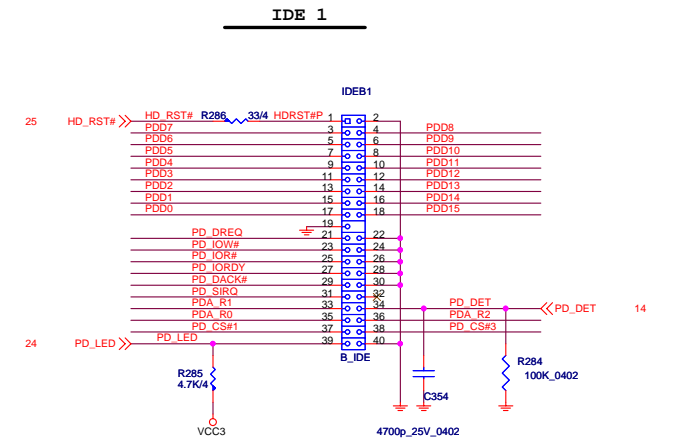 IDE 1
IDEB1
25 HD_RST# HD_RST# R286 33/4 HDRST#P 1 2
PDD7 3 4 PDD8
PDD6 5 6 PDD9
PDD5 7 8 PDD10
PDD4 9 10 PDD11
PDD3 11 12 PDD12
PDD2 13 14 PDD13
PDD1 15 16 PDD14
PDD0 17 18 PDD15
19
PD_DREQ 21 22
PD_IOW# 23 24
PD_IOR# 25 26
PD_IORDY 27 28
PD_DACK# 29 30
PD_SIRQ 31 32
PDA_R1 33 34 PD_DET PD_DET 14
PDA_R0 35 36 PDA_R2
PD_CS#1 37 38 PD_CS#3
24 PD_LED PD_LED 39 40
B_IDE
R285
4.7K/4
VCC3
R284
100K_0402
C354
4700p_25V_0402